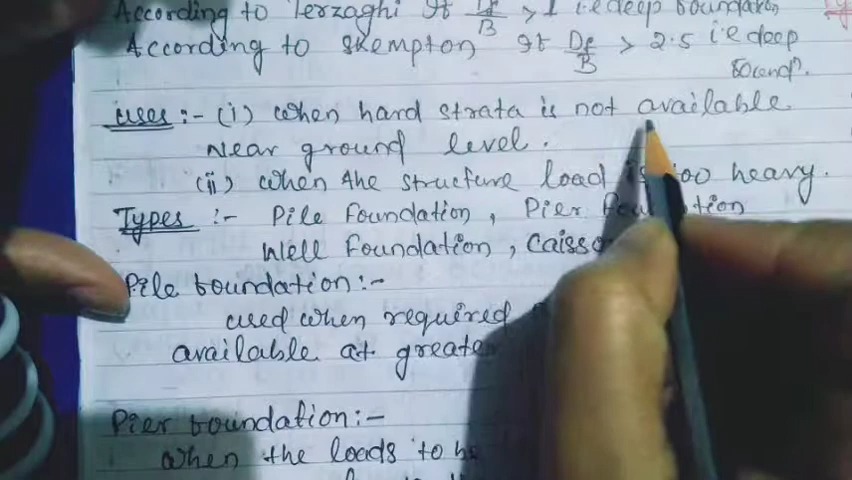 According to Terzaghi If Df/B > 1 i.e deep foundation
According to Skempton If Df/B > 2.5 i.e deep
foundⁿ.
Uses :- (i) When hard strata is not available
Near ground level.
(ii) When the structure load is too heavy.
Types :- Pile Foundation, Pier
Well Foundation,
Pile foundation :-
used when required
available at greater
Pier foundation :-
When the loads to be